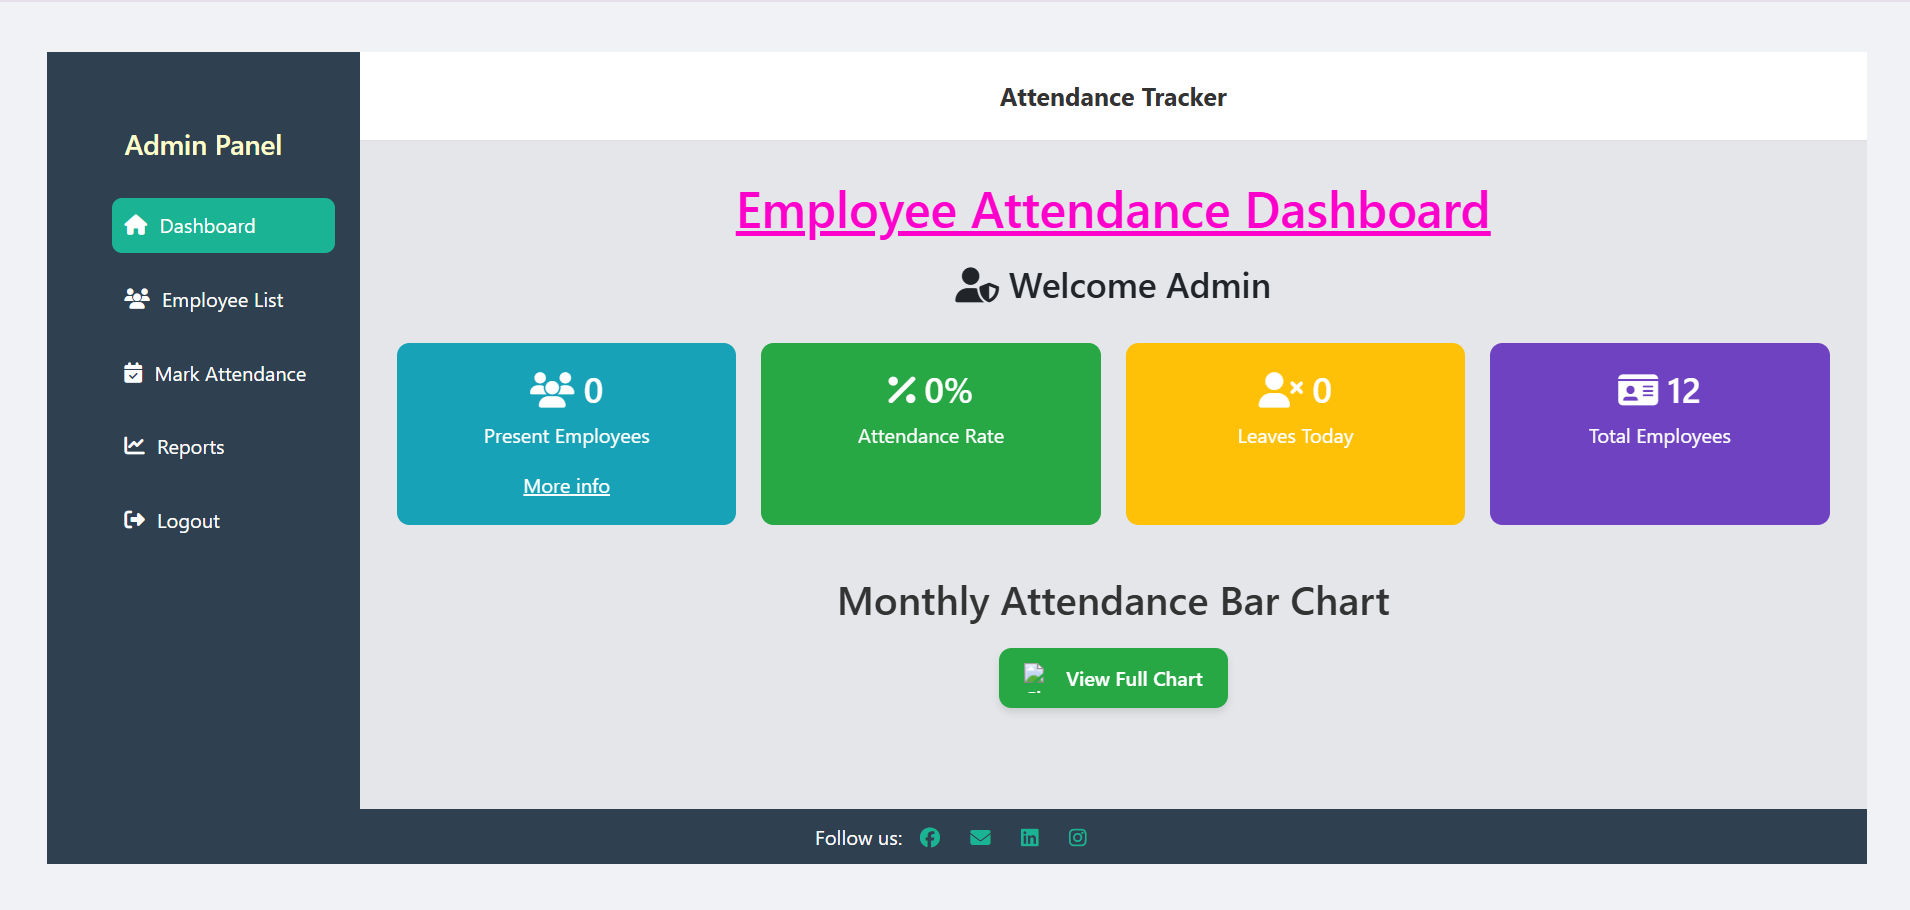 Attendance Tracker
Admin Panel
Dashboard
Employee List
Mark Attendance
Reports
Logout
Employee Attendance Dashboard
Welcome Admin
0
Present Employees
More info
0%
Attendance Rate
0
Leaves Today
12
Total Employees
Monthly Attendance Bar Chart
View Full Chart
Follow us: